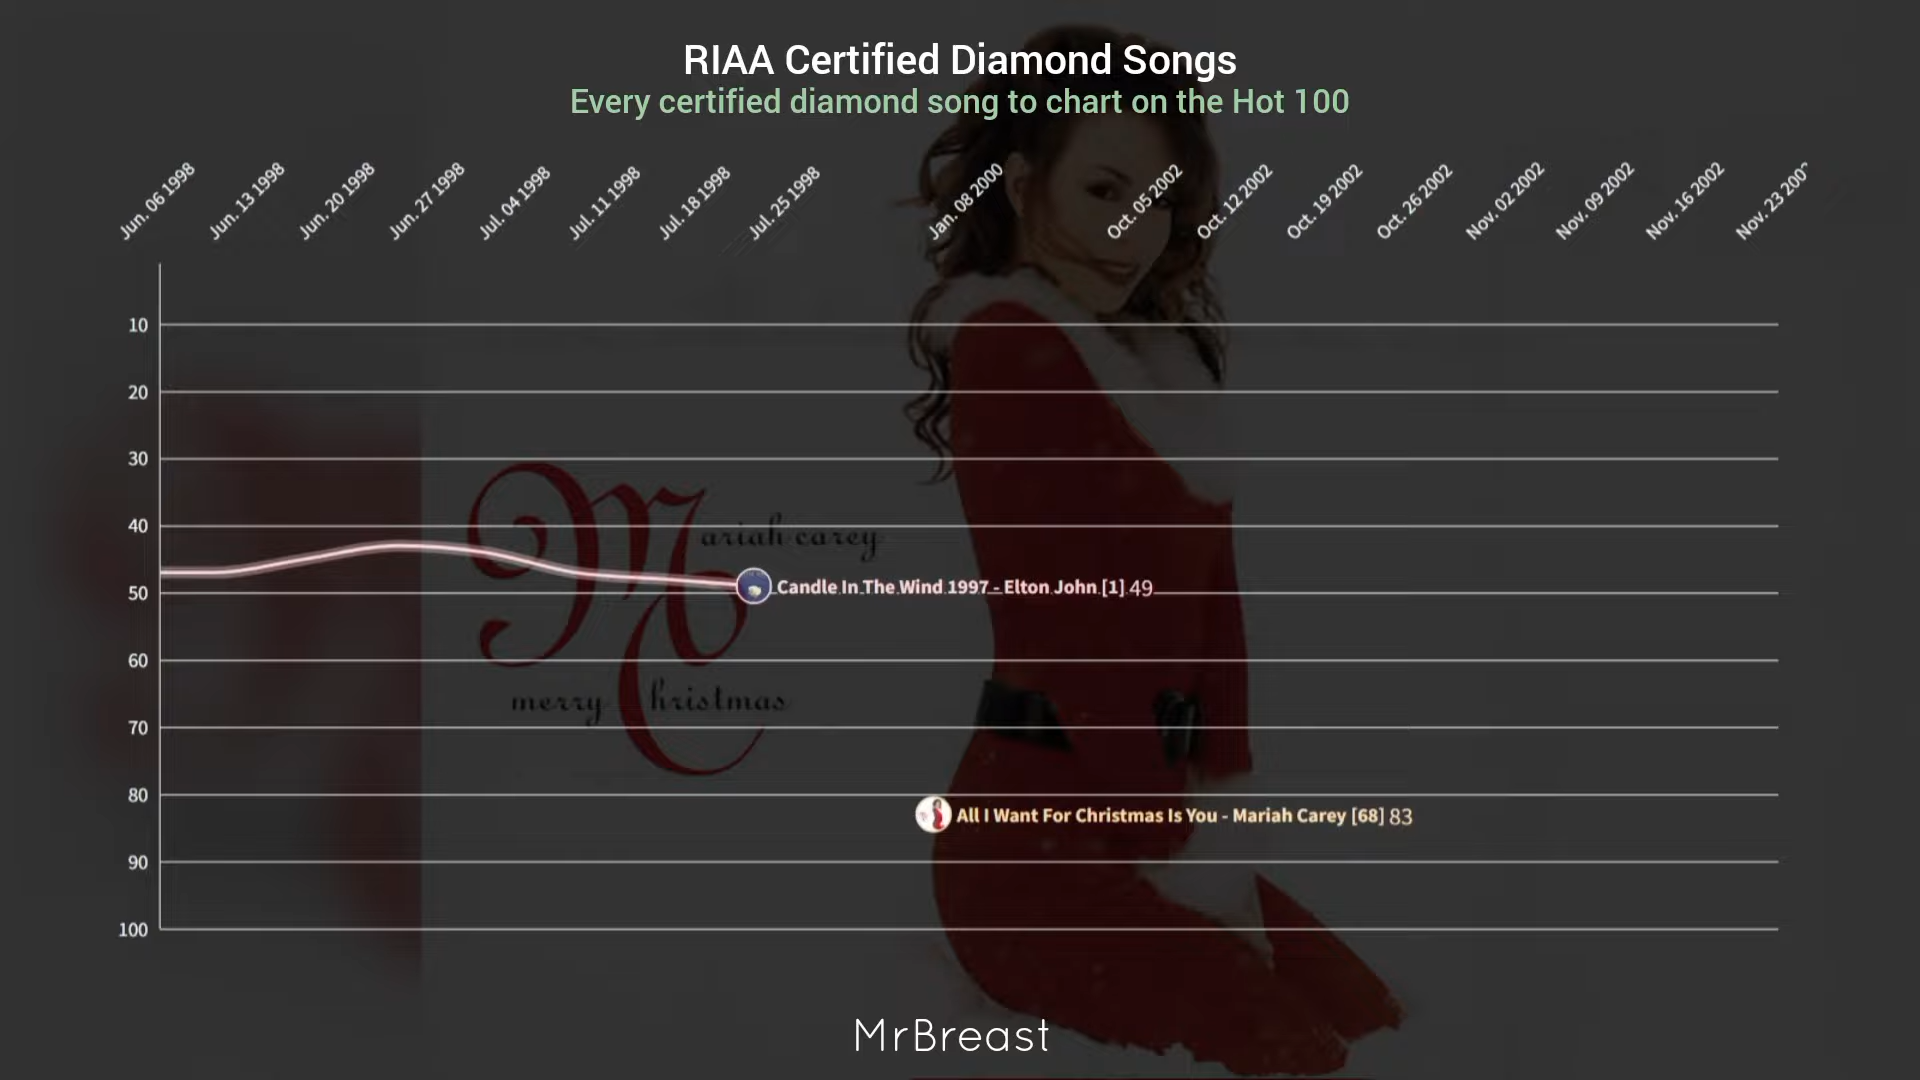 RIAA Certified Diamond Songs
Every certified diamond song to chart on the Hot 100
Jun. 06 1998
Jun. 13 1998
Jun. 20 1998
Jun. 27 1998
Jul. 04 1998
Jul. 11 1998
Jul. 18 1998
Jul. 25 1998
Jan. 08 2000
Oct. 05 2002
Oct. 12 2002
Oct. 19 2002
Oct. 26 2002
Nov. 02 2002
Nov. 09 2002
Nov. 16 2002
Nov. 23
10
20
30
40
Mariah carey
Candle In The Wind 1997 - Elton John [1] 49
50
60
merry Christmas
70
80
All I Want For Christmas Is You - Mariah Carey [68] 83
90
100
MrBreast